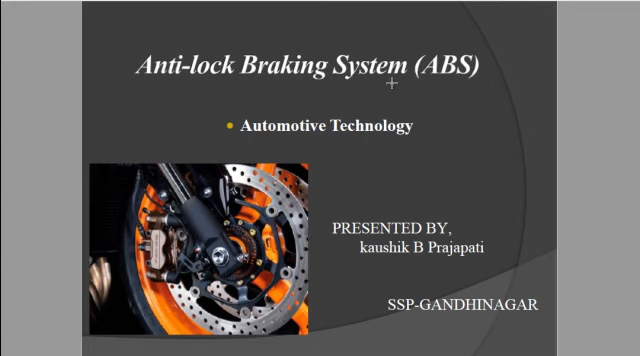 Anti-lock Braking System (ABS)
Automotive Technology
PRESENTED BY,
kaushik B Prajapati
SSP-GANDHINAGAR